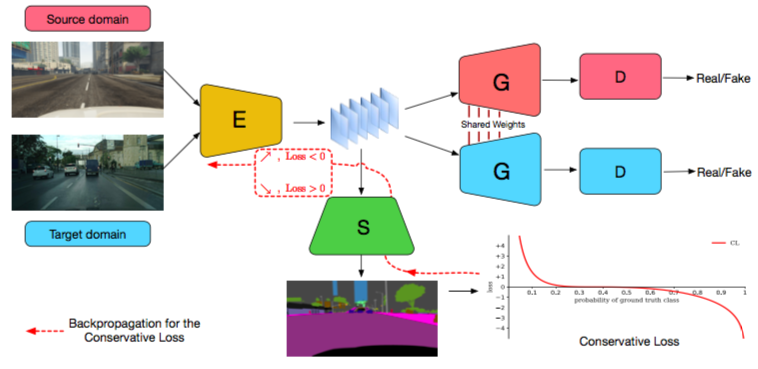 Source domain
Target domain
E
↗ , Loss < 0
↘ , Loss > 0
S
G
Shared Weights
G
D
D
Real/Fake
Real/Fake
Backpropagation for the
Conservative Loss
CL
loss
+4
+3
+2
+1
0
−1
−2
−3
−4
0.1 0.2 0.3 0.4 0.5 0.6 0.7 0.8 0.9 1
probability of ground truth class
Conservative Loss